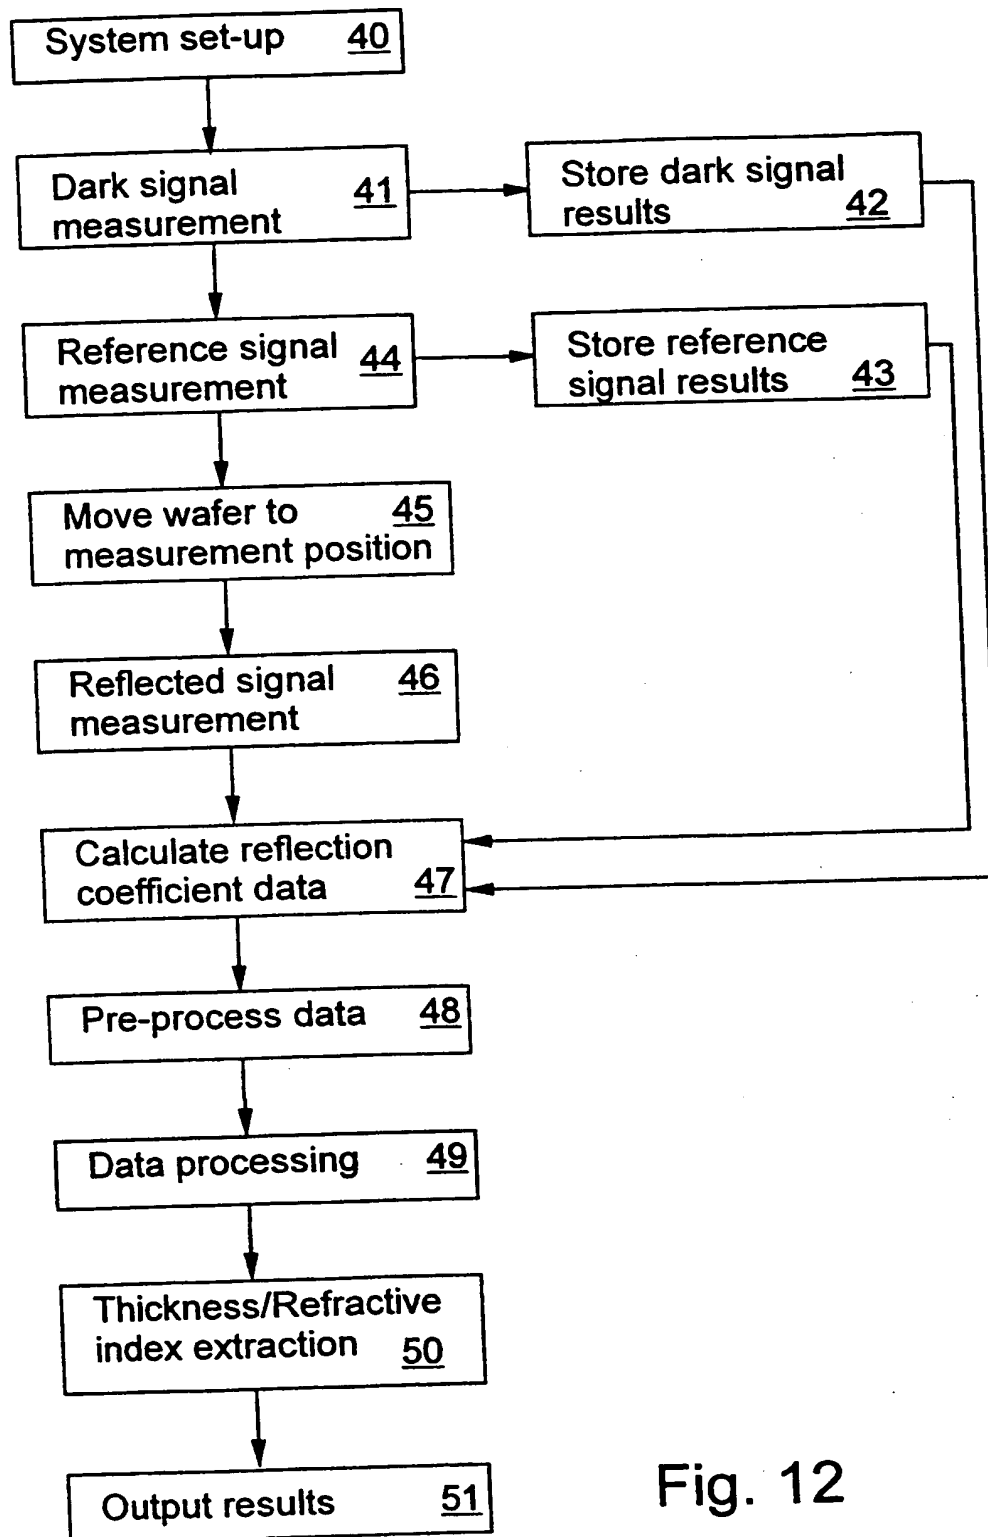 System set-up 40
Dark signal
measurement 41
Store dark signal
results 42
Reference signal
measurement 44
Store reference
signal results 43
Move wafer to 45
measurement position
Reflected signal 46
measurement
Calculate reflection
coefficient data 47
Pre-process data 48
Data processing 49
Thickness/Refractive
index extraction 50
Output results 51
Fig. 12